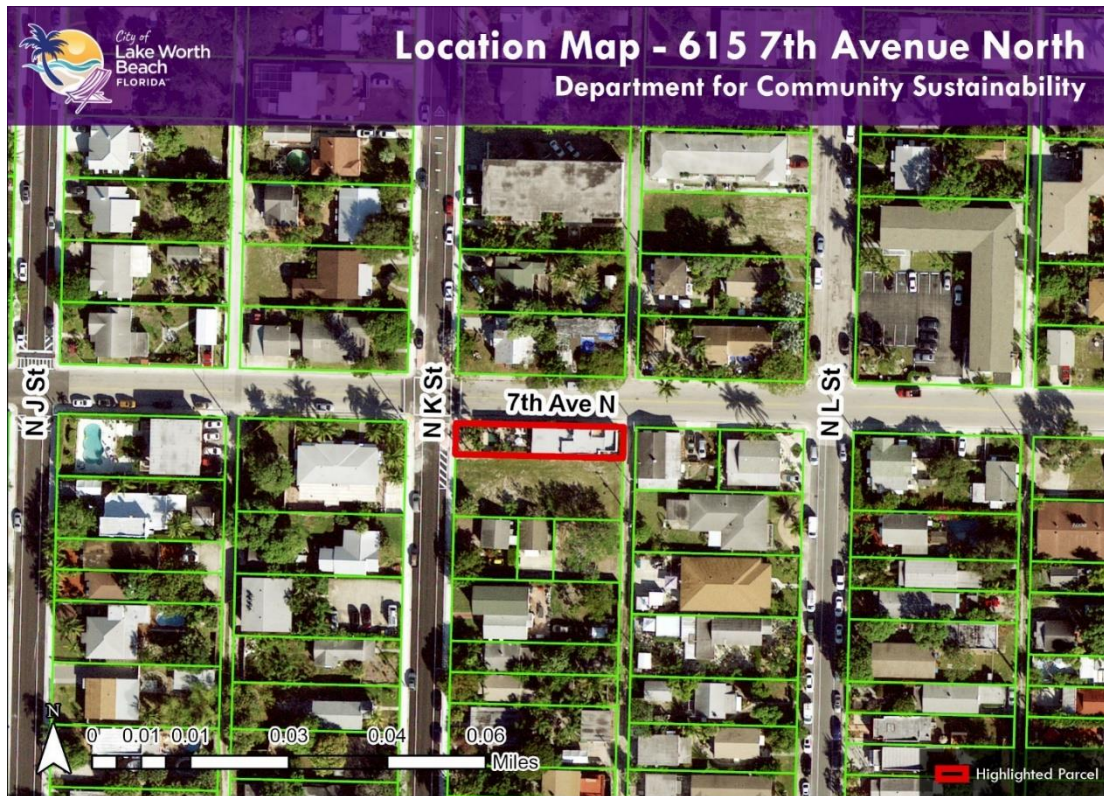 City of
Lake Worth
Beach
FLORIDA
Location Map - 615 7th Avenue North
Department for Community Sustainability
N J St
N K St
7th Ave N
N L St
N
0 0.01 0.01 0.03 0.04 0.06
Miles
Highlighted Parcel